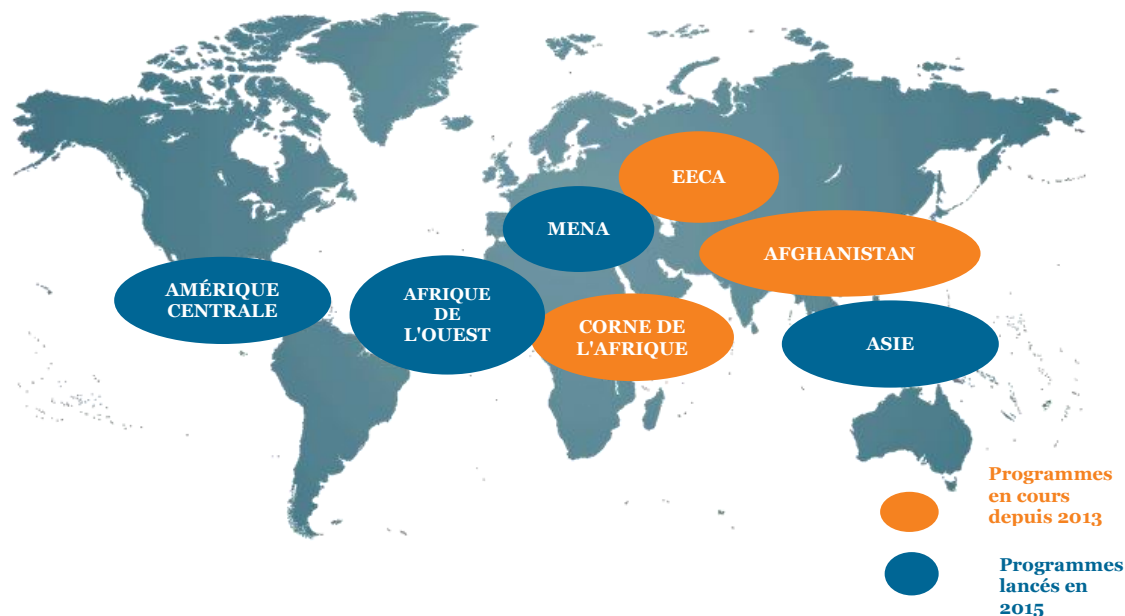 EECA
MENA
AFGHANISTAN
AMÉRIQUE
CENTRALE
AFRIQUE
DE
L'OUEST
CORNE DE
L'AFRIQUE
ASIE
Programmes
en cours
depuis 2013
Programmes
lancés en
2015